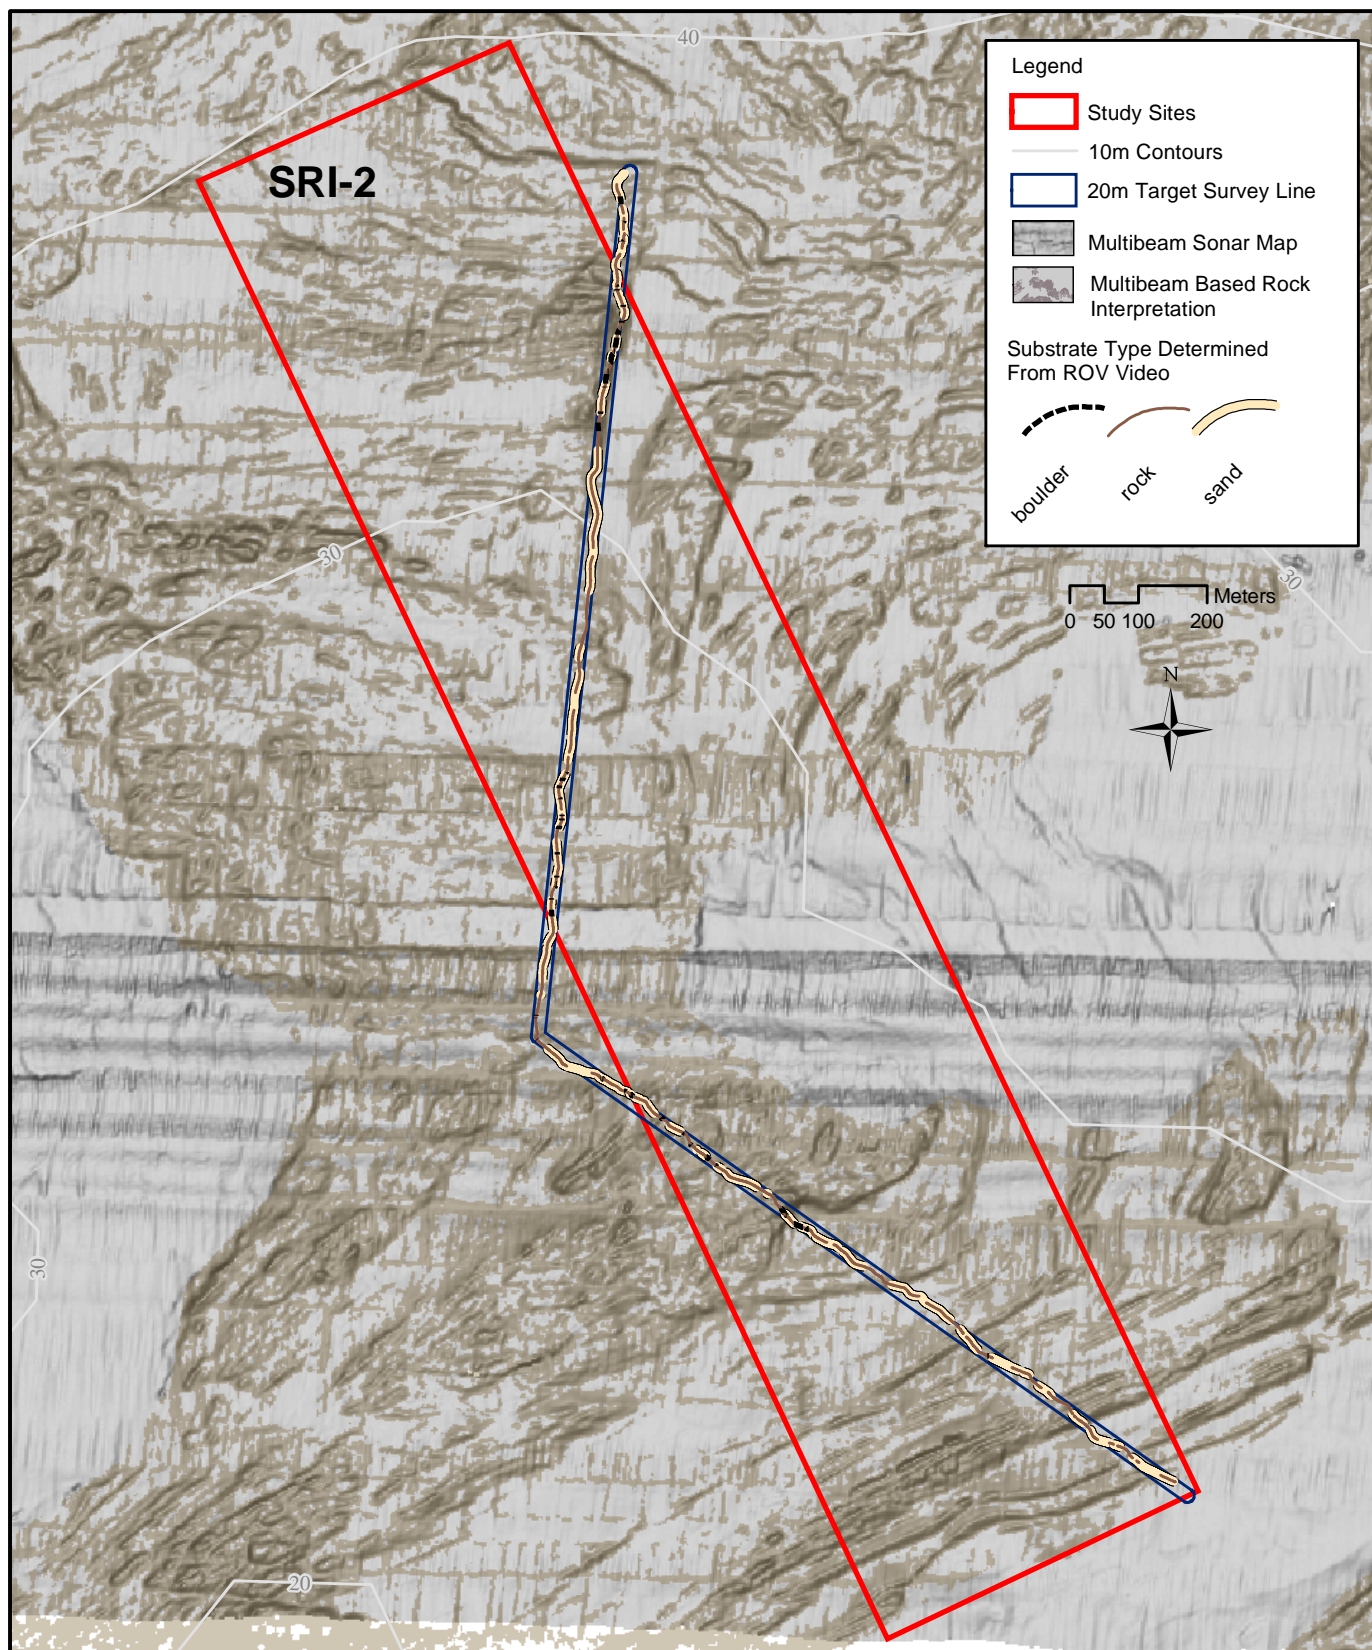 40
SRI-2
Legend
Study Sites
10m Contours
20m Target Survey Line
Multibeam Sonar Map
Multibeam Based Rock
Interpretation
Substrate Type Determined
From ROV Video
boulder
rock
sand
30
30
Meters
0 50 100 200
N
30
20